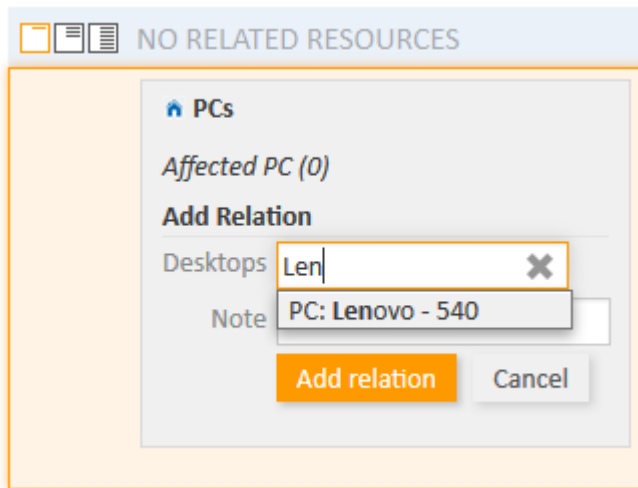 NO RELATED RESOURCES
PCs
Affected PC (0)
Add Relation
Desktops Len
PC: Lenovo - 540
Note
Add relation Cancel